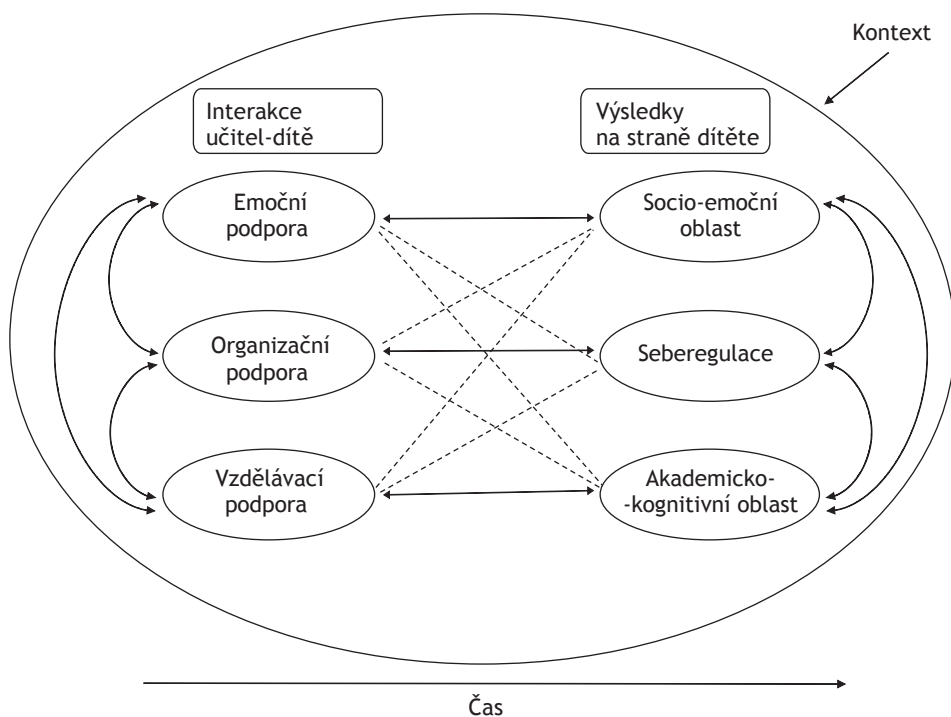 Kontext
Interakce
učitel-dítě
Výsledky
na straně dítěte
Emoční
podpora
Socio-emoční
oblast
Organizační
podpora
Seberegulace
Vzdělávací
podpora
Akademicko-
-kognitivní oblast
Čas